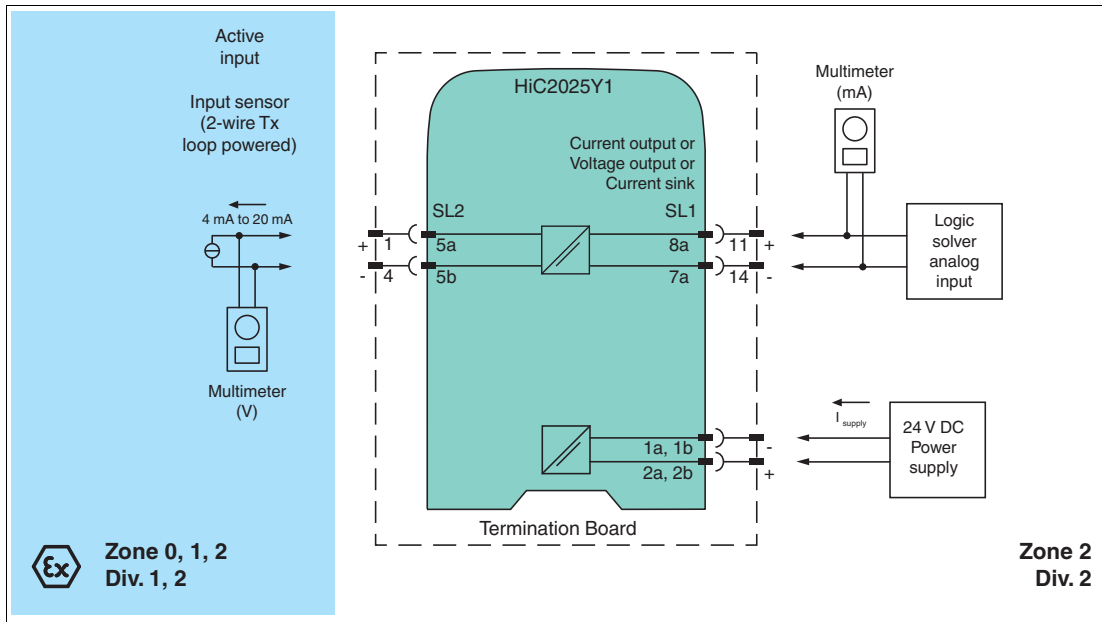 Active
input
Input sensor
(2-wire Tx
loop powered)
4 mA to 20 mA
+
-
1
4
Multimeter
(V)
HiC2025Y1
Current output or
Voltage output or
Current sink
SL2
SL1
5a
5b
8a
7a
11
14
+
-
Multimeter
(mA)
Logic
solver
analog
input
1a, 1b
2a, 2b
-
+
I supply
24 V DC
Power
supply
Termination Board
Ex
Zone 0, 1, 2
Div. 1, 2
Zone 2
Div. 2